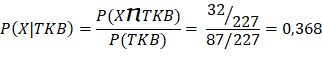 P(X|TKB) = P(X∩TKB) / P(TKB) = 32/227 / 87/227 = 0,368